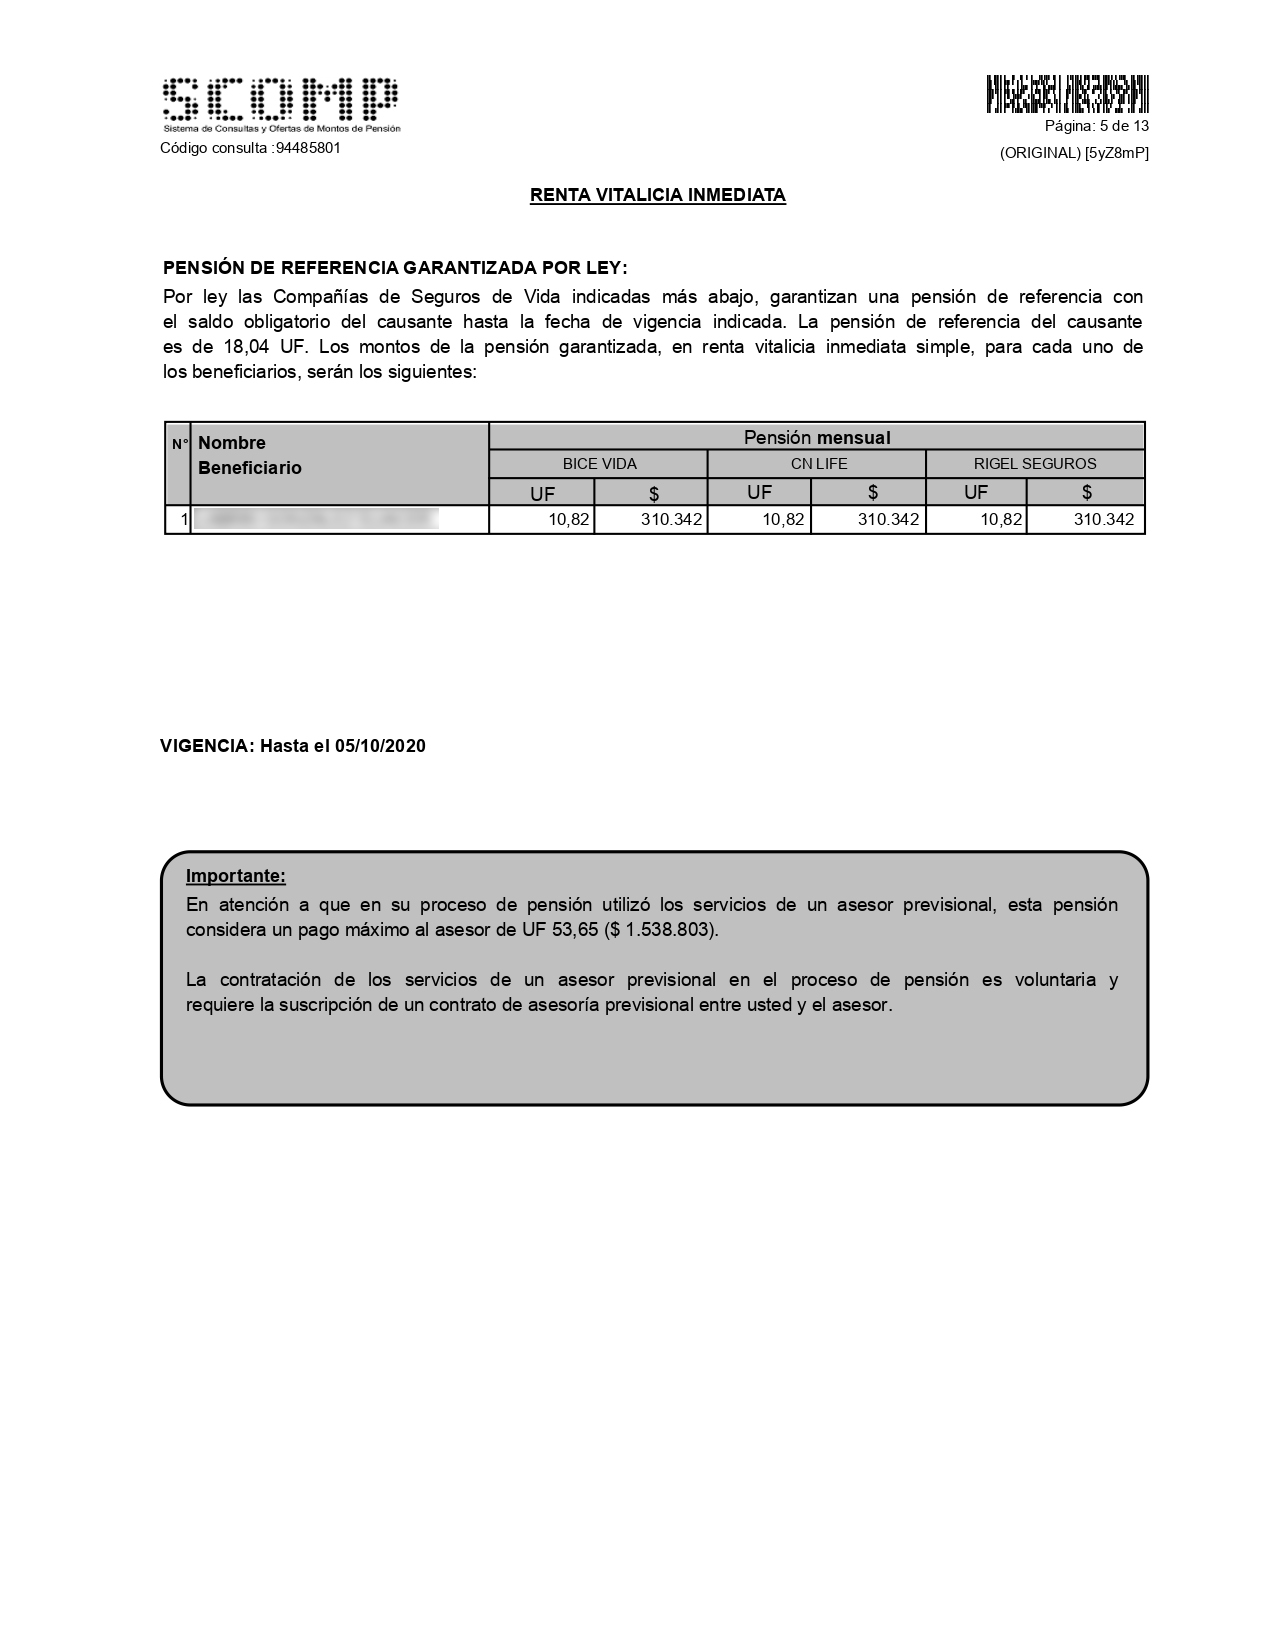 SCOMP
Sistema de Consultas y Ofertas de Montos de Pensión
Código consulta :94485801
Página: 5 de 13
(ORIGINAL) [5yZ8mP]
RENTA VITALICIA INMEDIATA
PENSIÓN DE REFERENCIA GARANTIZADA POR LEY:
Por ley las Compañías de Seguros de Vida indicadas más abajo, garantizan una pensión de referencia con
el saldo obligatorio del causante hasta la fecha de vigencia indicada. La pensión de referencia del causante
es de 18,04 UF. Los montos de la pensión garantizada, en renta vitalicia inmediata simple, para cada uno de
los beneficiarios, serán los siguientes:
N° Nombre Beneficiario Pensión mensual
BICE VIDA CN LIFE RIGEL SEGUROS
UF $ UF $ UF $
1 10,82 310.342 10,82 310.342 10,82 310.342
VIGENCIA: Hasta el 05/10/2020
Importante:
En atención a que en su proceso de pensión utilizó los servicios de un asesor previsional, esta pensión
considera un pago máximo al asesor de UF 53,65 ($ 1.538.803).
La contratación de los servicios de un asesor previsional en el proceso de pensión es voluntaria y
requiere la suscripción de un contrato de asesoría previsional entre usted y el asesor.